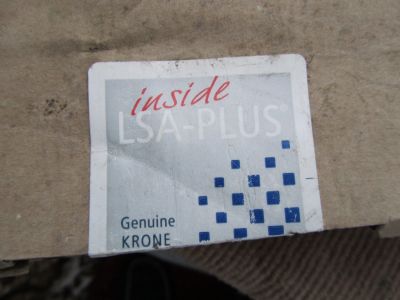 inside
LSA-PLUS
Genuine
KRONE